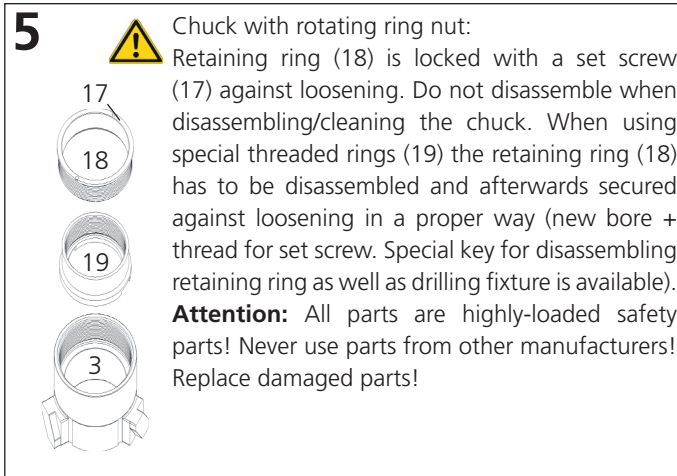 5
Chuck with rotating ring nut:
Retaining ring (18) is locked with a set screw
(17) against loosening. Do not disassemble when
disassembling/cleaning the chuck. When using
special threaded rings (19) the retaining ring (18)
has to be disassembled and afterwards secured
against loosening in a proper way (new bore +
thread for set screw. Special key for disassembling
retaining ring as well as drilling fixture is available).
Attention: All parts are highly-loaded safety
parts! Never use parts from other manufacturers!
Replace damaged parts!
17
18
19
3